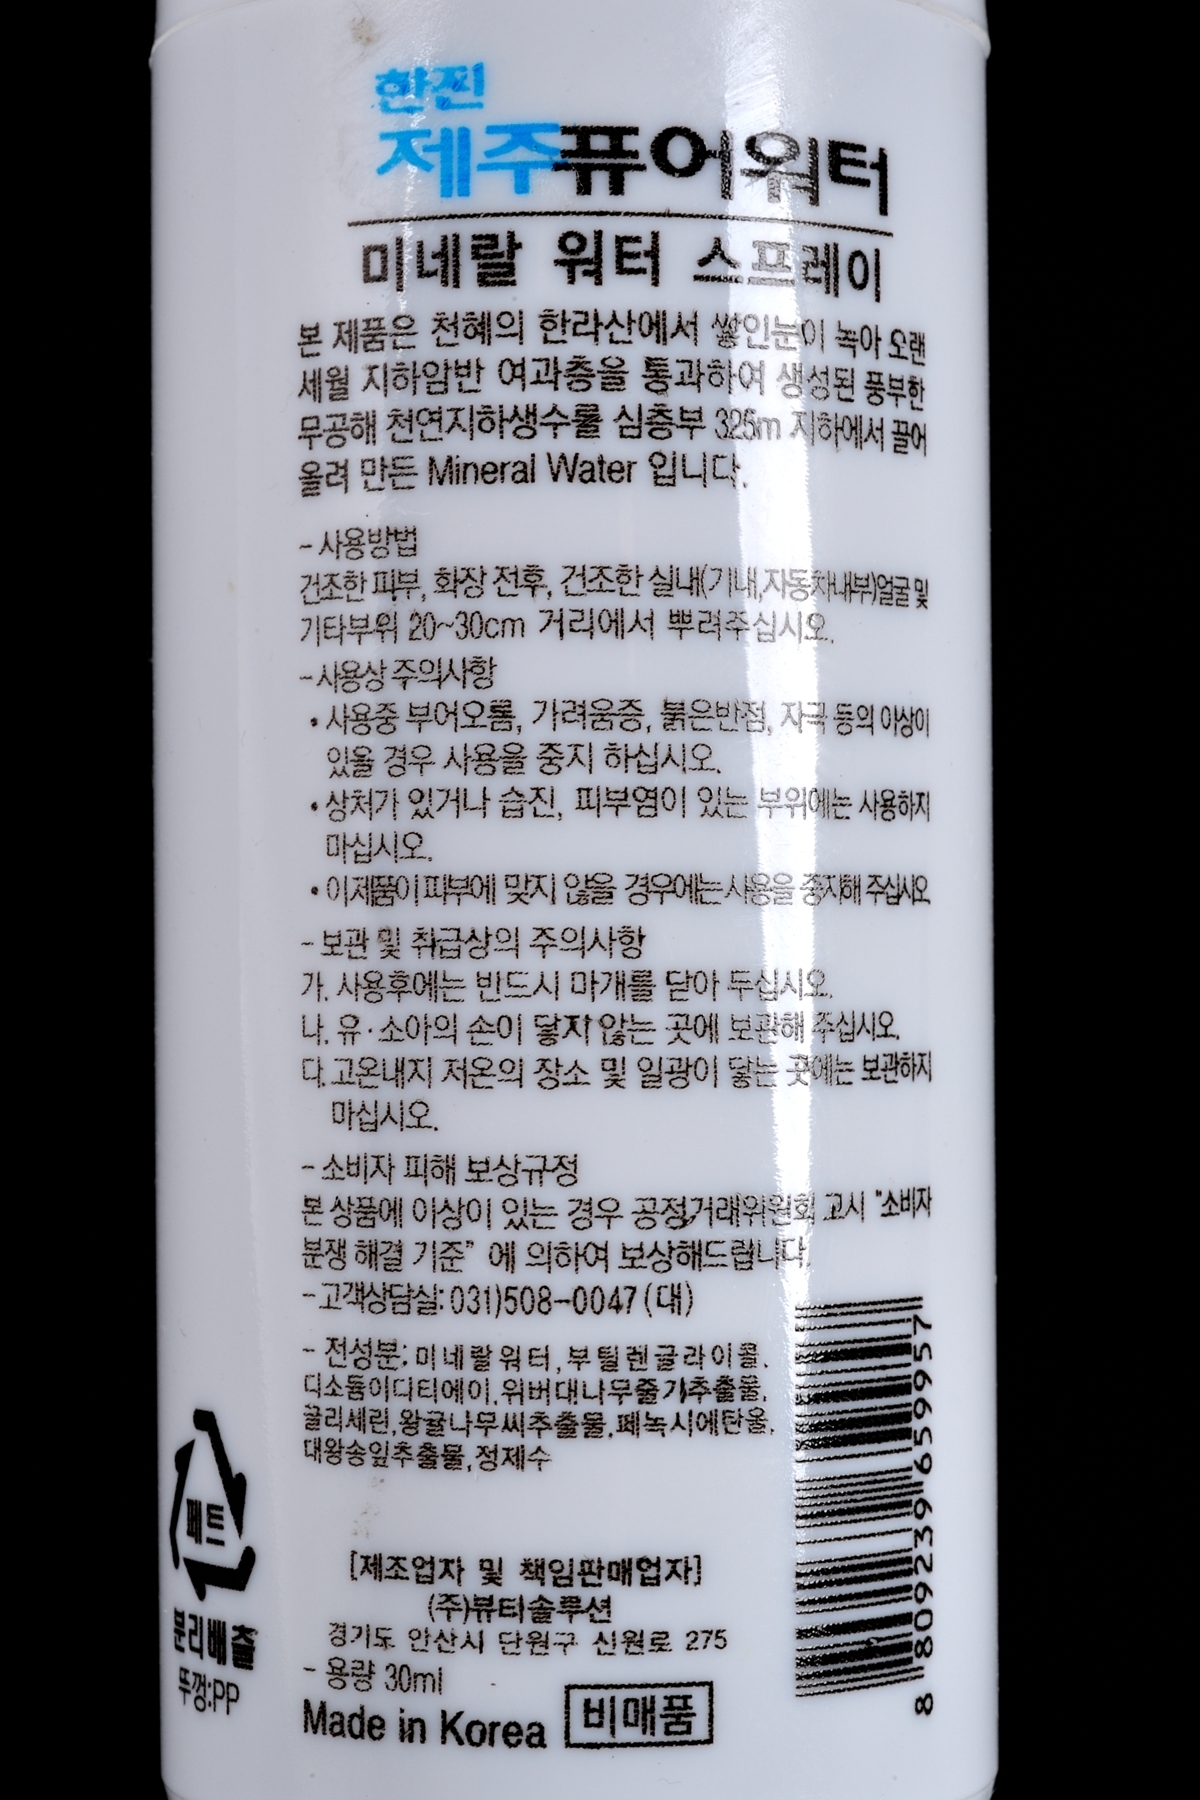 한진
제주퓨어워터
미네랄 워터 스프레이
본 제품은 천혜의 한라산에서 쌓인눈이 녹아 오랜
세월 지하암반 여과층을 통과하여 생성된 풍부한
무공해 천연지하생수를 심층부 325m 지하에서 끌어
올려 만든 Mineral Water 입니다.
- 사용방법
건조한 피부, 화장 전후, 건조한 실내(기내,자동차내부)얼굴 및
기타부위 20~30cm 거리에서 뿌려주십시오.
- 사용상 주의사항
• 사용중 부어오름, 가려움증, 붉은반점, 자극 등의 이상이
있을 경우 사용을 중지 하십시오.
• 상처가 있거나 습진, 피부염이 있는 부위에는 사용하지
마십시오.
• 이제품이 피부에 맞지 않을 경우에는 사용을 중지해 주십시오
- 보관 및 취급상의 주의사항
가. 사용후에는 반드시 마개를 닫아 두십시오.
나. 유·소아의 손이 닿지 않는 곳에 보관해 주십시오.
다. 고온내지 저온의 장소 및 일광이 닿는 곳에는 보관하지
마십시오.
- 소비자 피해 보상규정
본 상품에 이상이 있는 경우 공정거래위원회 고시 "소비자
분쟁 해결 기준" 에 의하여 보상해드립니다.
- 고객상담실: 031)508-0047 (대)
- 전성분: 미네랄워터, 부틸렌글라이콜,
디소듐이디티에이, 위버대나무줄기추출물,
글리세린, 왕귤나무씨추출물, 페녹시에탄올,
대왕송잎추출물, 정제수
[제조업자 및 책임판매업자]
(주)뷰티솔루션
경기도 안산시 단원구 신원로 275
- 용량 30ml
Made in Korea 비매품
페트
분리배출
뚜껑:PP
8 809239 659957